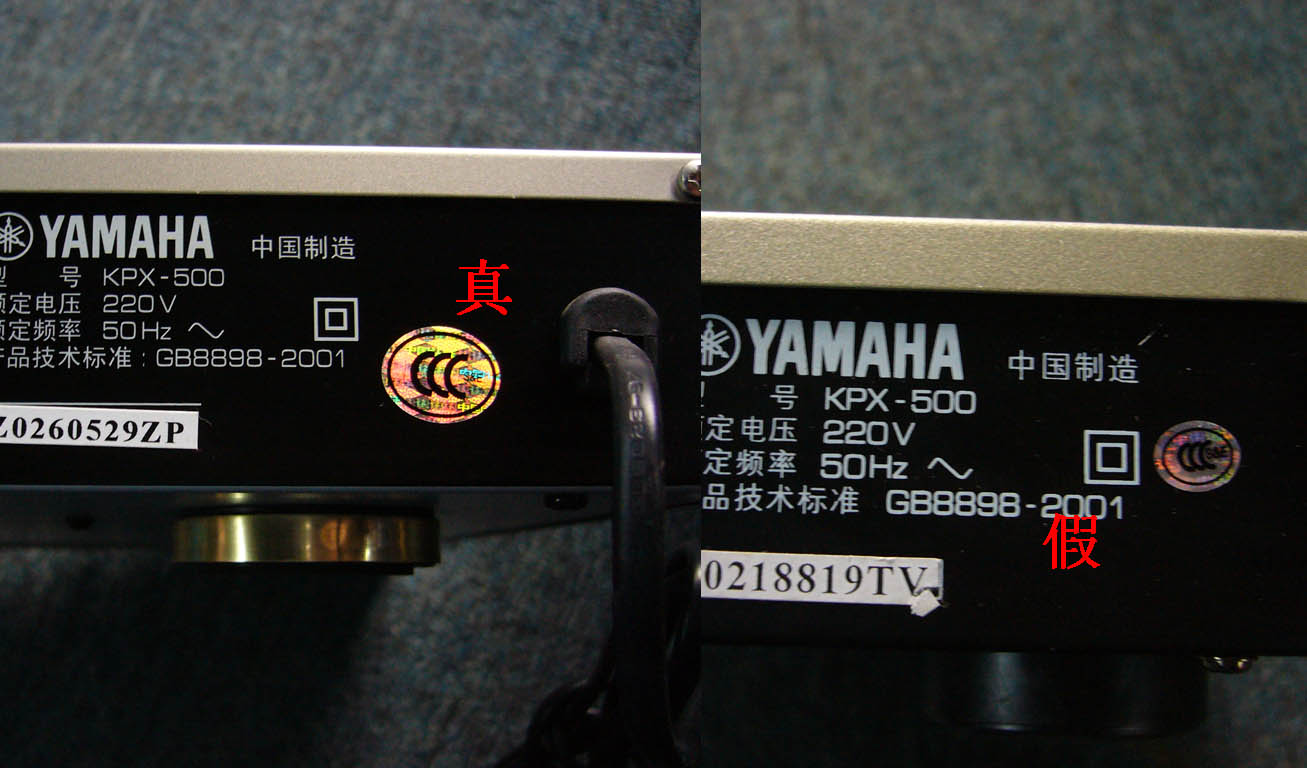 YAMAHA 中国制造
号 KPX-500
定电压 220V
定频率 50Hz
品技术标准: GB8898-2001
Z0260529ZP
真
CCC
YAMAHA 中国制造
号 KPX-500
定电压 220V
定频率 50Hz
品技术标准 GB8898-2001
0218819TV
CCC S&E
假